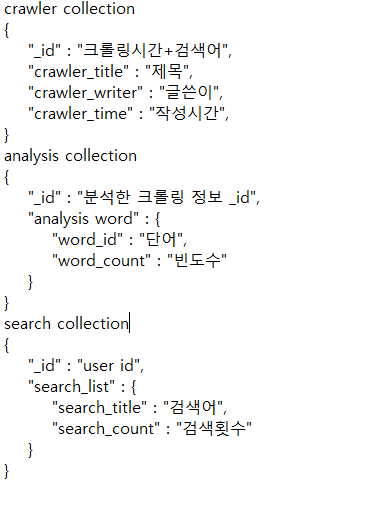 crawler collection
{
"_id" : "크롤링시간+검색어",
"crawler_title" : "제목",
"crawler_writer" : "글쓴이",
"crawler_time" : "작성시간",
}
analysis collection
{
"_id" : "분석한 크롤링 정보 _id",
"analysis word" : {
"word_id" : "단어",
"word_count" : "빈도수"
}
}
search collection
{
"_id" : "user id",
"search_list" : {
"search_title" : "검색어",
"search_count" : "검색횟수"
}
}